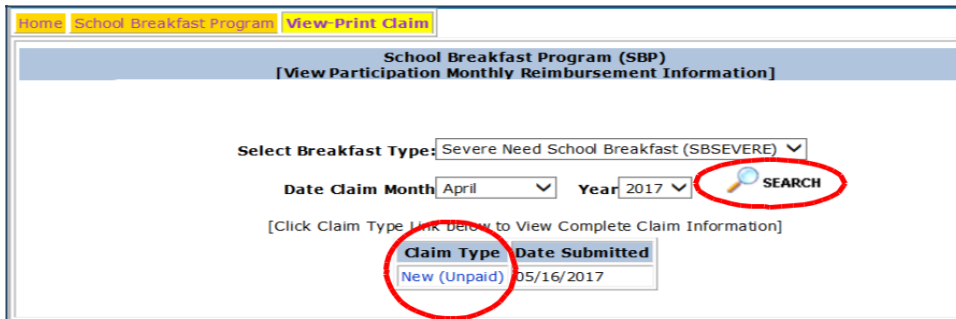 Home School Breakfast Program View-Print Claim
School Breakfast Program (SBP)
[View Participation Monthly Reimbursement Information]
Select Breakfast Type: Severe Need School Breakfast (SBSEVERE)
Date Claim Month April Year 2017 SEARCH
[Click Claim Type Link below to View Complete Claim Information]
Claim Type Date Submitted
New (Unpaid) 05/16/2017